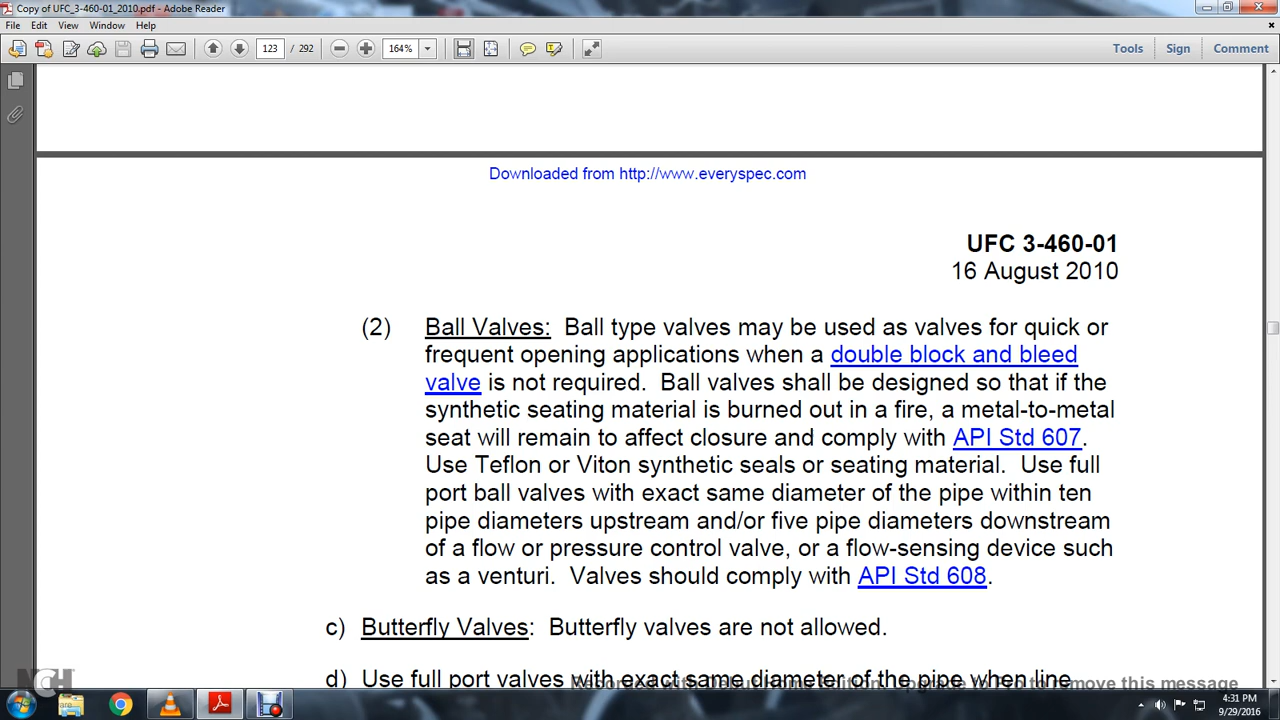 Copy of UFC_3-460-01_2010.pdf - Adobe Reader
File Edit View Window Help
123 / 292 164% Tools Sign Comment
Downloaded from http://www.everyspec.com
UFC 3-460-01
16 August 2010
(2) Ball Valves: Ball type valves may be used as valves for quick or
frequent opening applications when a double block and bleed
valve is not required. Ball valves shall be designed so that if the
synthetic seating material is burned out in a fire, a metal-to-metal
seat will remain to affect closure and comply with API Std 607.
Use Teflon or Viton synthetic seals or seating material. Use full
port ball valves with exact same diameter of the pipe within ten
pipe diameters upstream and/or five pipe diameters downstream
of a flow or pressure control valve, or a flow-sensing device such
as a venturi. Valves should comply with API Std 608.
c) Butterfly Valves: Butterfly valves are not allowed.
d) Use full port valves with exact same diameter of the pipe when line
to remove this message
NCH
4:31 PM
9/29/2016